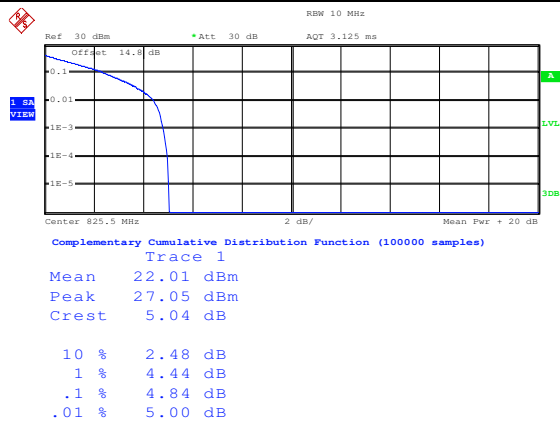 RBW 10 MHz
Ref 30 dBm *Att 30 dB AQT 3.125 ms
Offset 14.8 dB
0.1
A
0.01
1 SA
VIEW
1E-3
LVL
1E-4
1E-5
3DB
Center 825.5 MHz 2 dB/ Mean Pwr + 20 dB
Complementary Cumulative Distribution Function (100000 samples)
Trace 1
Mean 22.01 dBm
Peak 27.05 dBm
Crest 5.04 dB
10 % 2.48 dB
1 % 4.44 dB
.1 % 4.84 dB
.01 % 5.00 dB